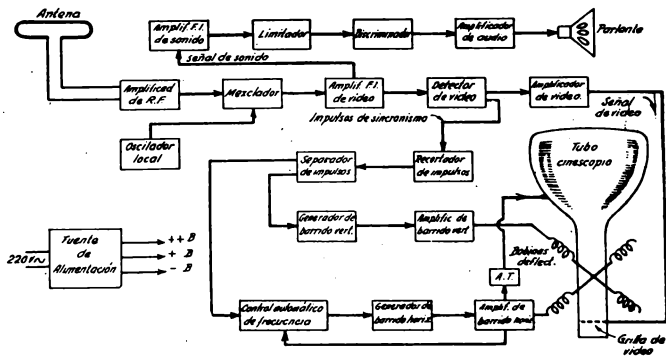 Antena
Amplif. F.I.
de sonido
Limitador
Discriminador
Amplificador
de audio
Parlante
señal de sonido
Amplificad.
de R.F
Mezclador
Amplif. F.I.
de video
Detector
de video
Amplificador
de video.
Señal
de video
Impulsos de sincronismo
Oscilador
local
Separador
de impulsos
Recortador
de impulsos
Tubo
cinescopio
Generador de
barrido vert.
Amplific de
barrido vert
Bobinas
deflect.
A.T.
220V~
Fuente
de
Alimentación
++ B
+ B
- B
Control automático
de frecuencia
Generador de
barrido horiz.
Amplif. de
barrido horiz
Grilla de
video